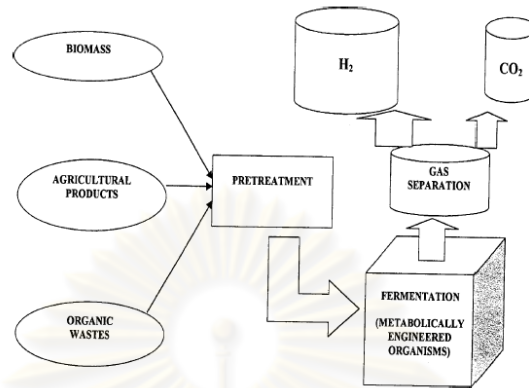 BIOMASS
AGRICULTURAL
PRODUCTS
ORGANIC
WASTES
PRETREATMENT
H₂
CO₂
GAS
SEPARATION
FERMENTATION
(METABOLICALLY
ENGINEERED
ORGANISMS)